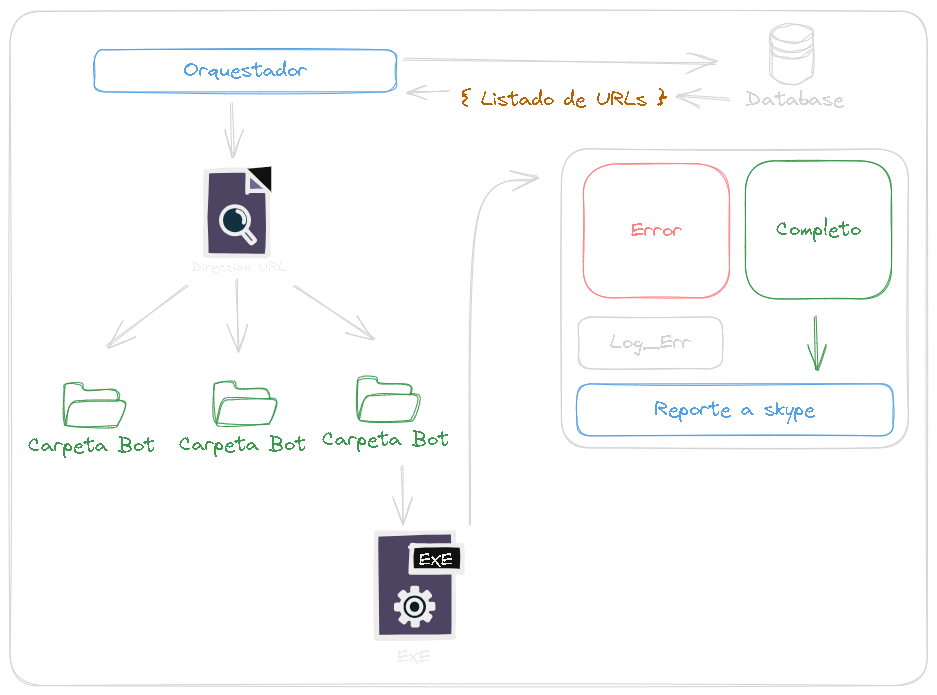 Orquestador
{ Listado de URLs }
Database
Error
Completo
Direccion URL
Log_Err
Reporte a skype
Carpeta Bot
Carpeta Bot
Carpeta Bot
EXE
EXE